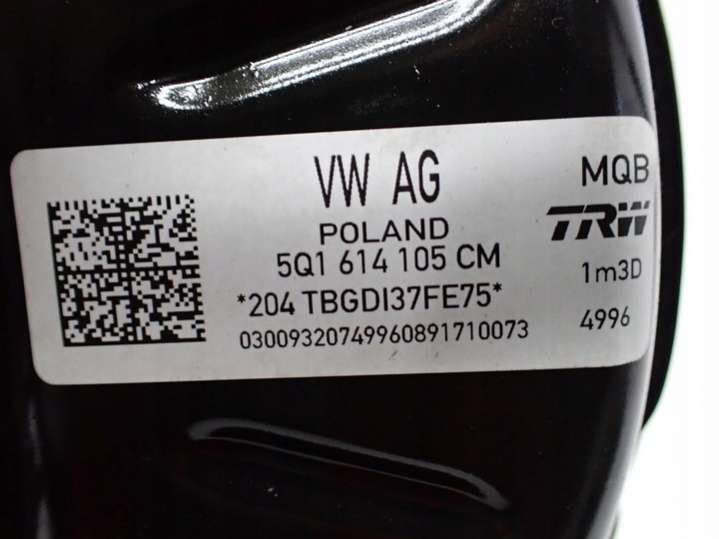 VW AG
POLAND
5Q1 614 105 CM
*204 TBGDI37FE75*
03009320749960891710073
MQB
TRW
1m3D
4996